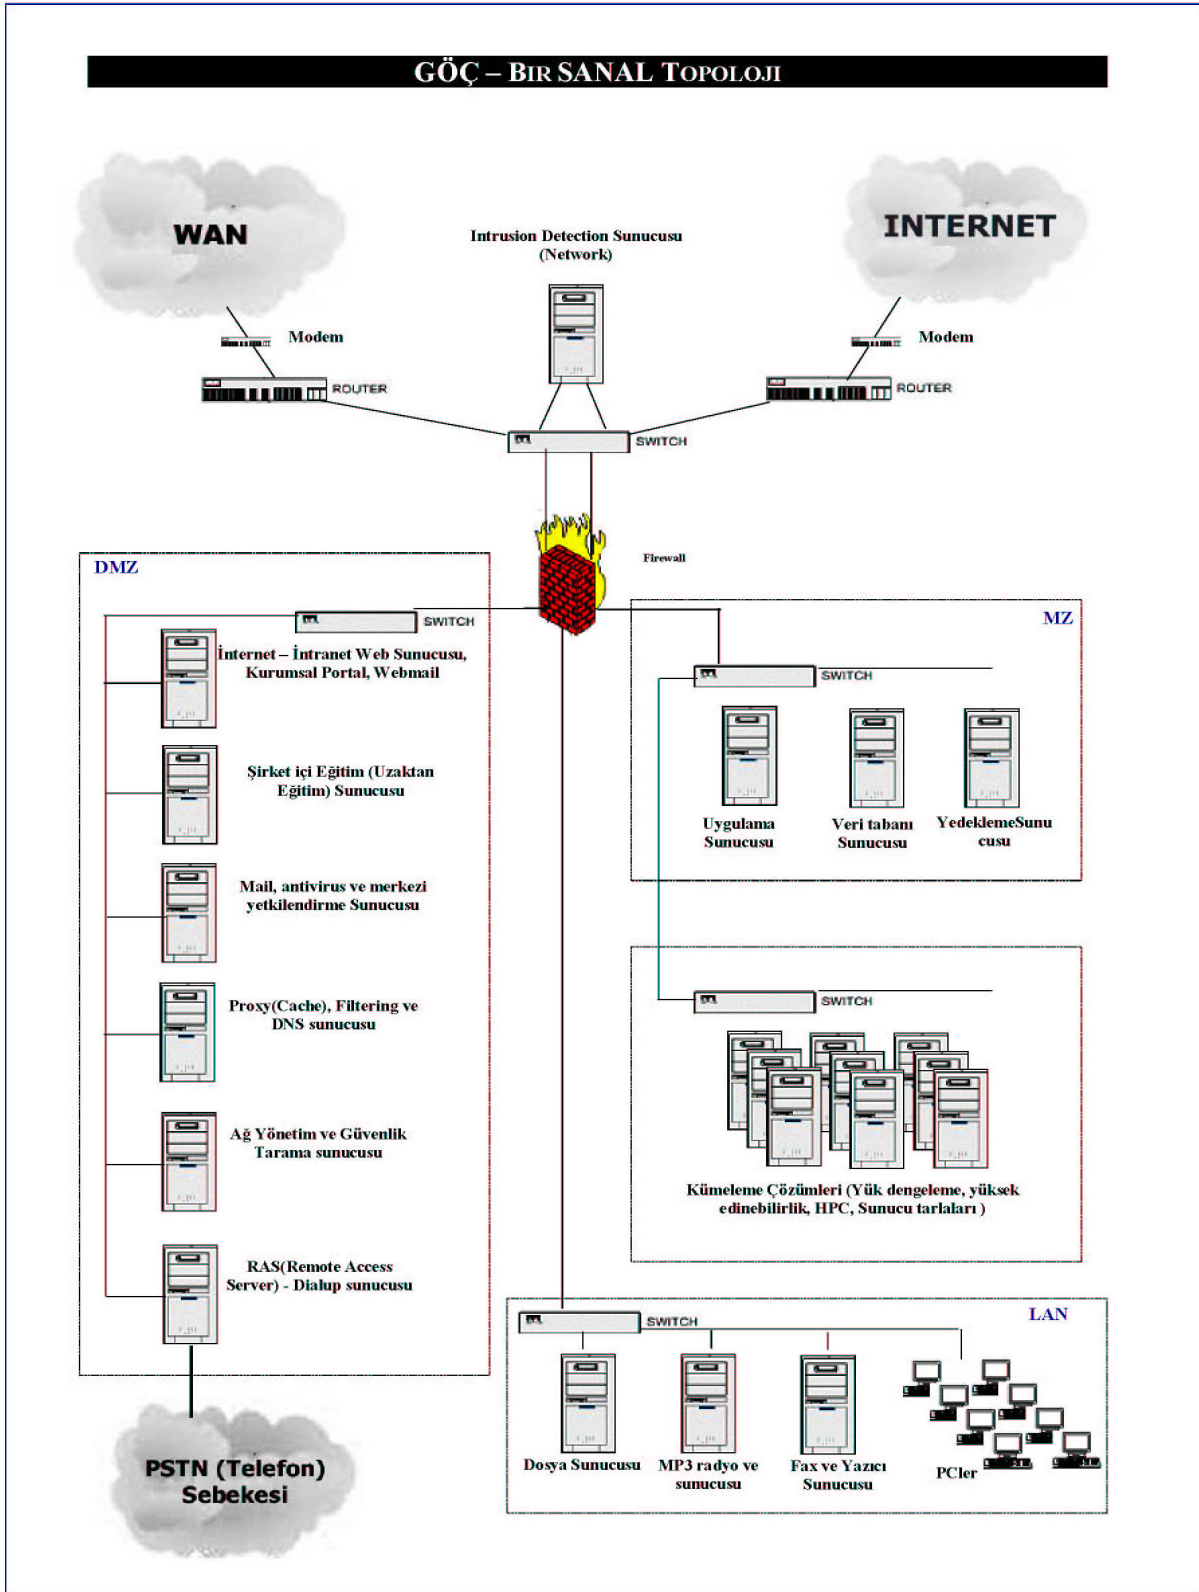 GÖÇ – BIR SANAL TOPOLOJI
WAN
INTERNET
Intrusion Detection Sunucusu
(Network)
Modem
Modem
ROUTER
ROUTER
SWITCH
Firewall
DMZ
SWITCH
İnternet – İntranet Web Sunucusu,
Kurumsal Portal, Webmail
Şirket içi Eğitim (Uzaktan
Eğitim) Sunucusu
Mail, antivirus ve merkezi
yetkilendirme Sunucusu
Proxy(Cache), Filtering ve
DNS sunucusu
Ağ Yönetim ve Güvenlik
Tarama sunucusu
RAS(Remote Access
Server) - Dialup sunucusu
PSTN (Telefon)
Sebekesi
MZ
SWITCH
Uygulama
Sunucusu
Veri tabanı
Sunucusu
YedeklemeSunu
cusu
SWITCH
Kümeleme Çözümleri (Yük dengeleme, yüksek
edinebilirlik, HPC, Sunucu tarlaları )
LAN
SWITCH
Dosya Sunucusu
MP3 radyo ve
sunucusu
Fax ve Yazıcı
Sunucusu
PCler